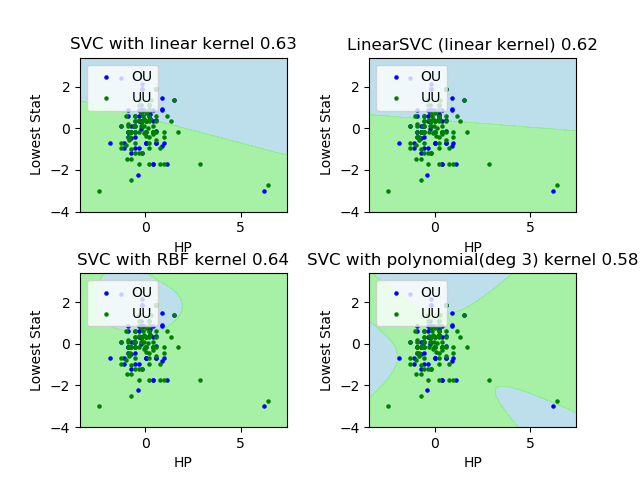 SVC with linear kernel 0.63
LinearSVC (linear kernel) 0.62
OU
UU
OU
UU
Lowest Stat
Lowest Stat
2
0
−2
−4
2
0
−2
−4
0
5
0
5
HP
HP
SVC with RBF kernel 0.64
SVC with polynomial(deg 3) kernel 0.58
OU
UU
OU
UU
Lowest Stat
Lowest Stat
2
0
−2
−4
2
0
−2
−4
0
5
0
5
HP
HP